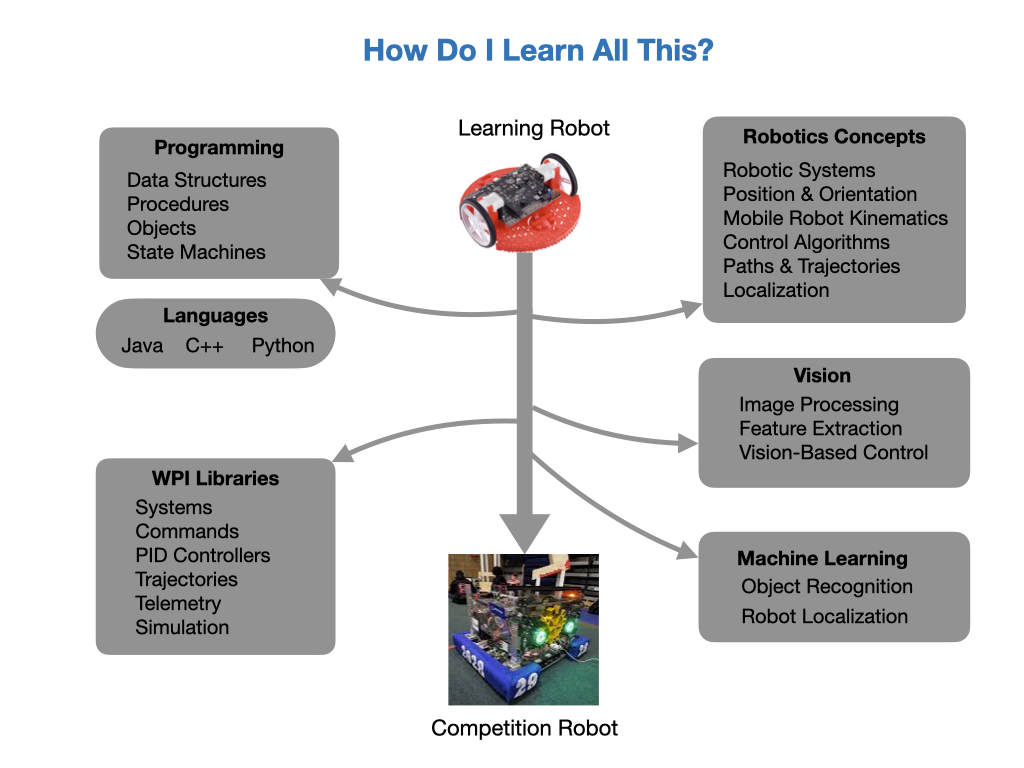 How Do I Learn All This?
Learning Robot
Programming
Data Structures
Procedures
Objects
State Machines
Languages
Java C++ Python
WPI Libraries
Systems
Commands
PID Controllers
Trajectories
Telemetry
Simulation
Robotics Concepts
Robotic Systems
Position & Orientation
Mobile Robot Kinematics
Control Algorithms
Paths & Trajectories
Localization
Vision
Image Processing
Feature Extraction
Vision-Based Control
Machine Learning
Object Recognition
Robot Localization
2928
29
Competition Robot